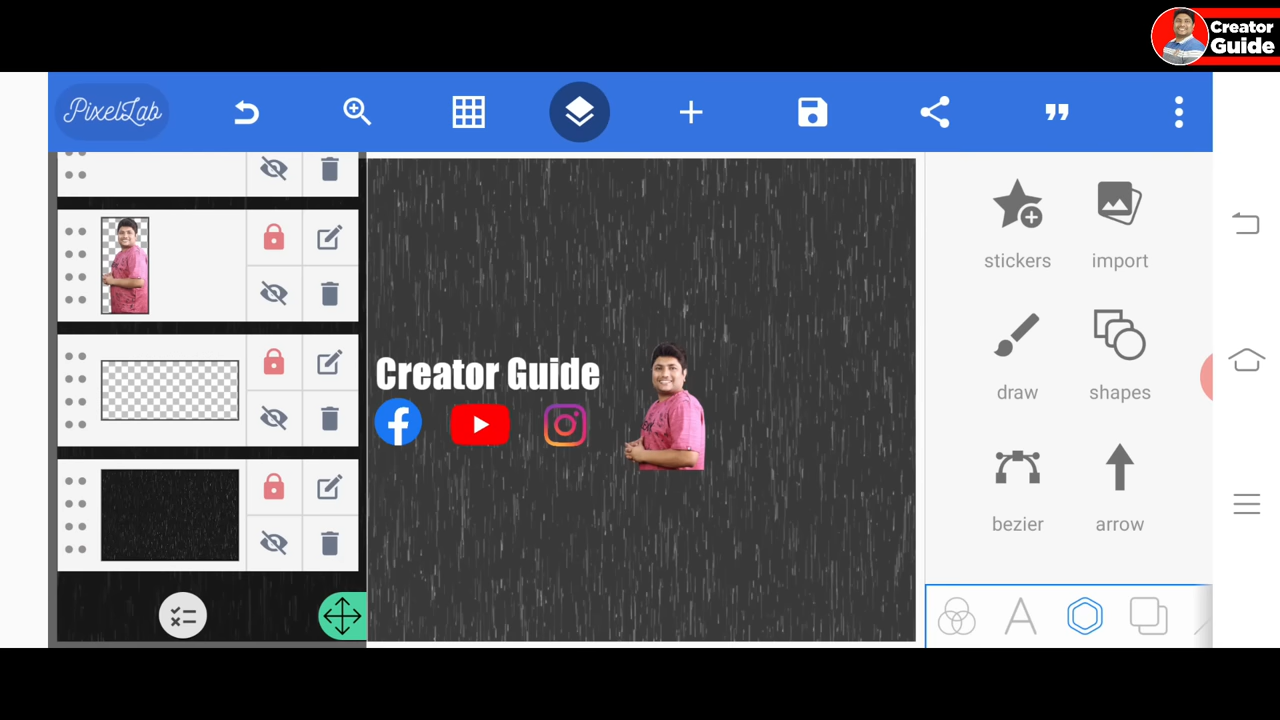 Creator
Guide
PixelLab
stickers
import
Creator Guide
draw
shapes
bezier
arrow